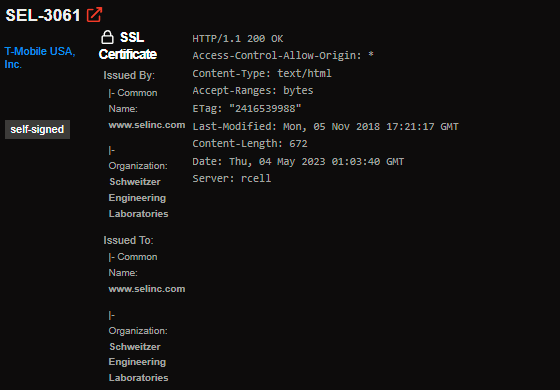 SEL-3061
T-Mobile USA,
Inc.
self-signed
SSL
Certificate
Issued By:
|- Common
Name:
www.selinc.com
|-
Organization:
Schweitzer
Engineering
Laboratories
Issued To:
|- Common
Name:
www.selinc.com
|-
Organization:
Schweitzer
Engineering
Laboratories
HTTP/1.1 200 OK
Access-Control-Allow-Origin: *
Content-Type: text/html
Accept-Ranges: bytes
ETag: "2416539988"
Last-Modified: Mon, 05 Nov 2018 17:21:17 GMT
Content-Length: 672
Date: Thu, 04 May 2023 01:03:40 GMT
Server: rcell